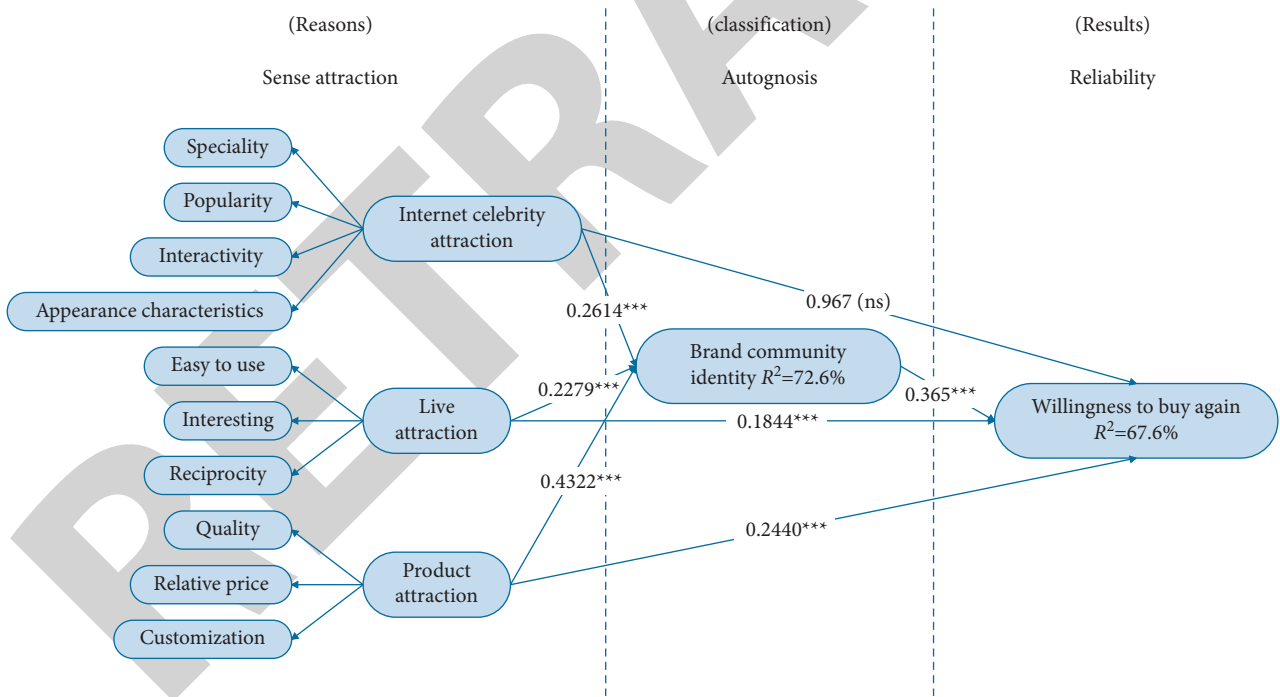 (Reasons)
(classification)
(Results)
Sense attraction
Autognosis
Reliability
Speciality
Popularity
Interactivity
Appearance characteristics
Easy to use
Interesting
Reciprocity
Quality
Relative price
Customization
Internet celebrity
attraction
Live
attraction
Product
attraction
0.2614***
0.2279***
0.4322***
Brand community
identity R²=72.6%
0.967 (ns)
0.365***
0.1844***
0.2440***
Willingness to buy again
R²=67.6%
RETRA